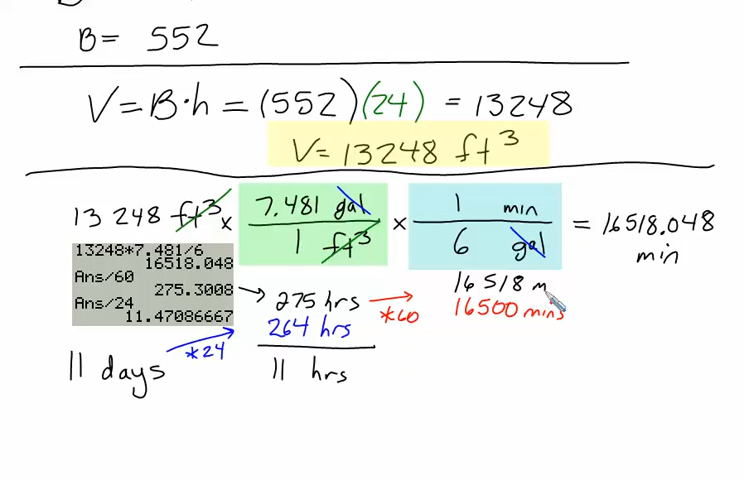 B = 552
V = B·h = (552)(24) = 13248
V = 13248 ft³
13 248 ft³ x 7.481 gal / 1 ft³ × 1 min / 6 gal = 16518.048 min
13248*7.481/6
16518.048
Ans/60
275.3008
Ans/24
11.47086667
→ 275 hrs → *60
16518 m
16500 mins
264 hrs
11 days *24
11 hrs